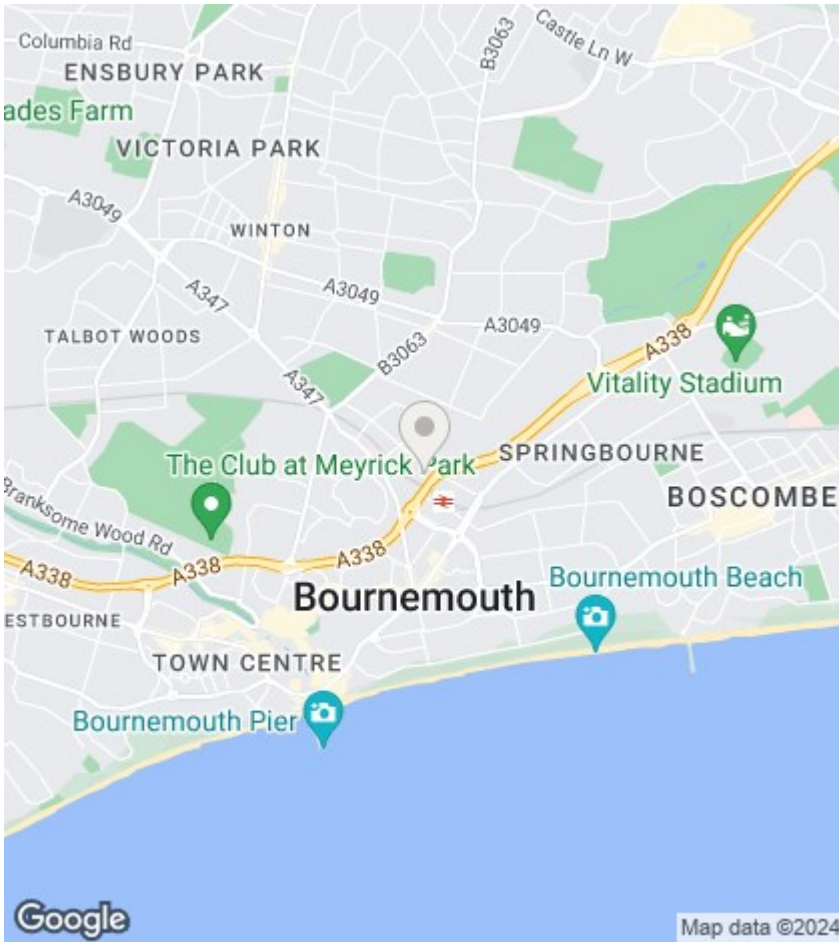 Columbia Rd
ENSBURY PARK
B3063
Castle Ln W
ades Farm
VICTORIA PARK
A3049
WINTON
A347
A3049
A3049
TALBOT WOODS
B3063
A338
A347
Vitality Stadium
The Club at Meyrick Park
SPRINGBOURNE
BOSCOMBE
Branksome Wood Rd
A338
A338
A338
Bournemouth Beach
Bournemouth
ESTBOURNE
TOWN CENTRE
Bournemouth Pier
Google
Map data ©2024